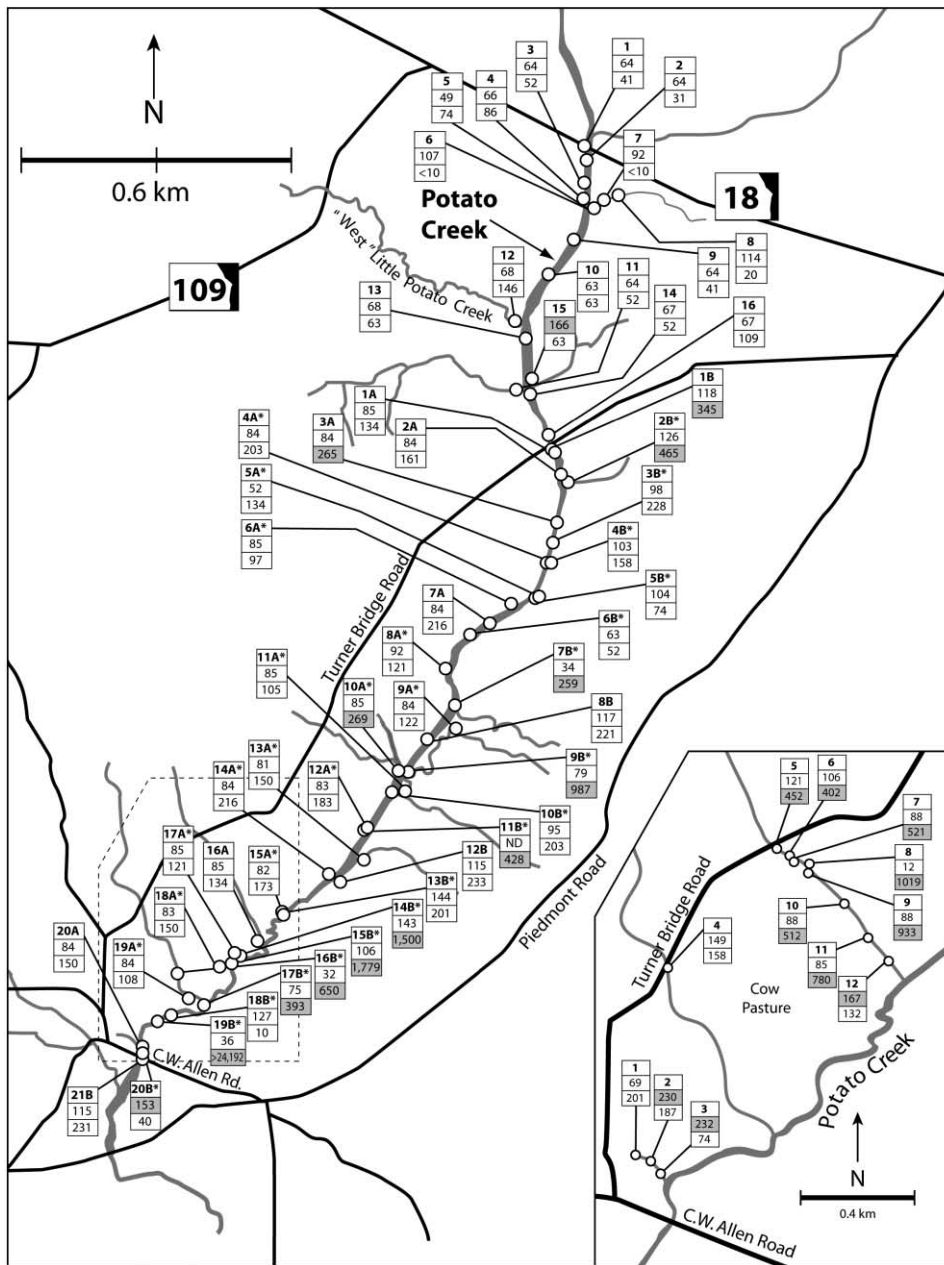 N
0.6 km
3
64
52
1
64
41
2
64
31
4
66
86
5
49
74
6
107
<10
7
92
<10
18
Potato
Creek
"West" Little Potato Creek
109
8
114
20
9
64
41
12
68
146
10
63
63
11
64
52
13
68
63
15
166
63
14
67
52
16
67
109
1A
85
134
1B
118
345
4A*
84
203
3A
84
265
2A
84
161
2B*
126
465
5A*
52
134
3B*
98
228
6A*
85
97
4B*
103
158
Turner Bridge Road
5B*
104
74
7A
84
216
6B*
63
52
8A*
92
121
11A*
85
105
7B*
34
259
10A*
85
269
9A*
84
122
8B
117
221
13A*
81
150
9B*
79
987
14A*
84
216
12A*
83
183
10B*
95
203
11B*
ND
428
17A*
85
121
16A
85
134
15A*
82
173
12B
115
233
Piedmont Road
13B*
144
201
18A*
83
150
14B*
143
1,500
20A
84
150
19A*
84
108
15B*
106
1,779
16B*
32
650
17B*
75
393
18B*
127
10
19B*
36
>24,192
C.W. Allen Rd.
21B
115
231
20B*
153
40
5
121
452
6
106
402
7
88
521
8
12
1019
Turner Bridge Road
9
88
933
10
88
512
4
149
158
11
85
780
12
167
132
Cow
Pasture
Potato Creek
1
69
201
2
230
187
3
232
74
N
0.4 km
C.W. Allen Road